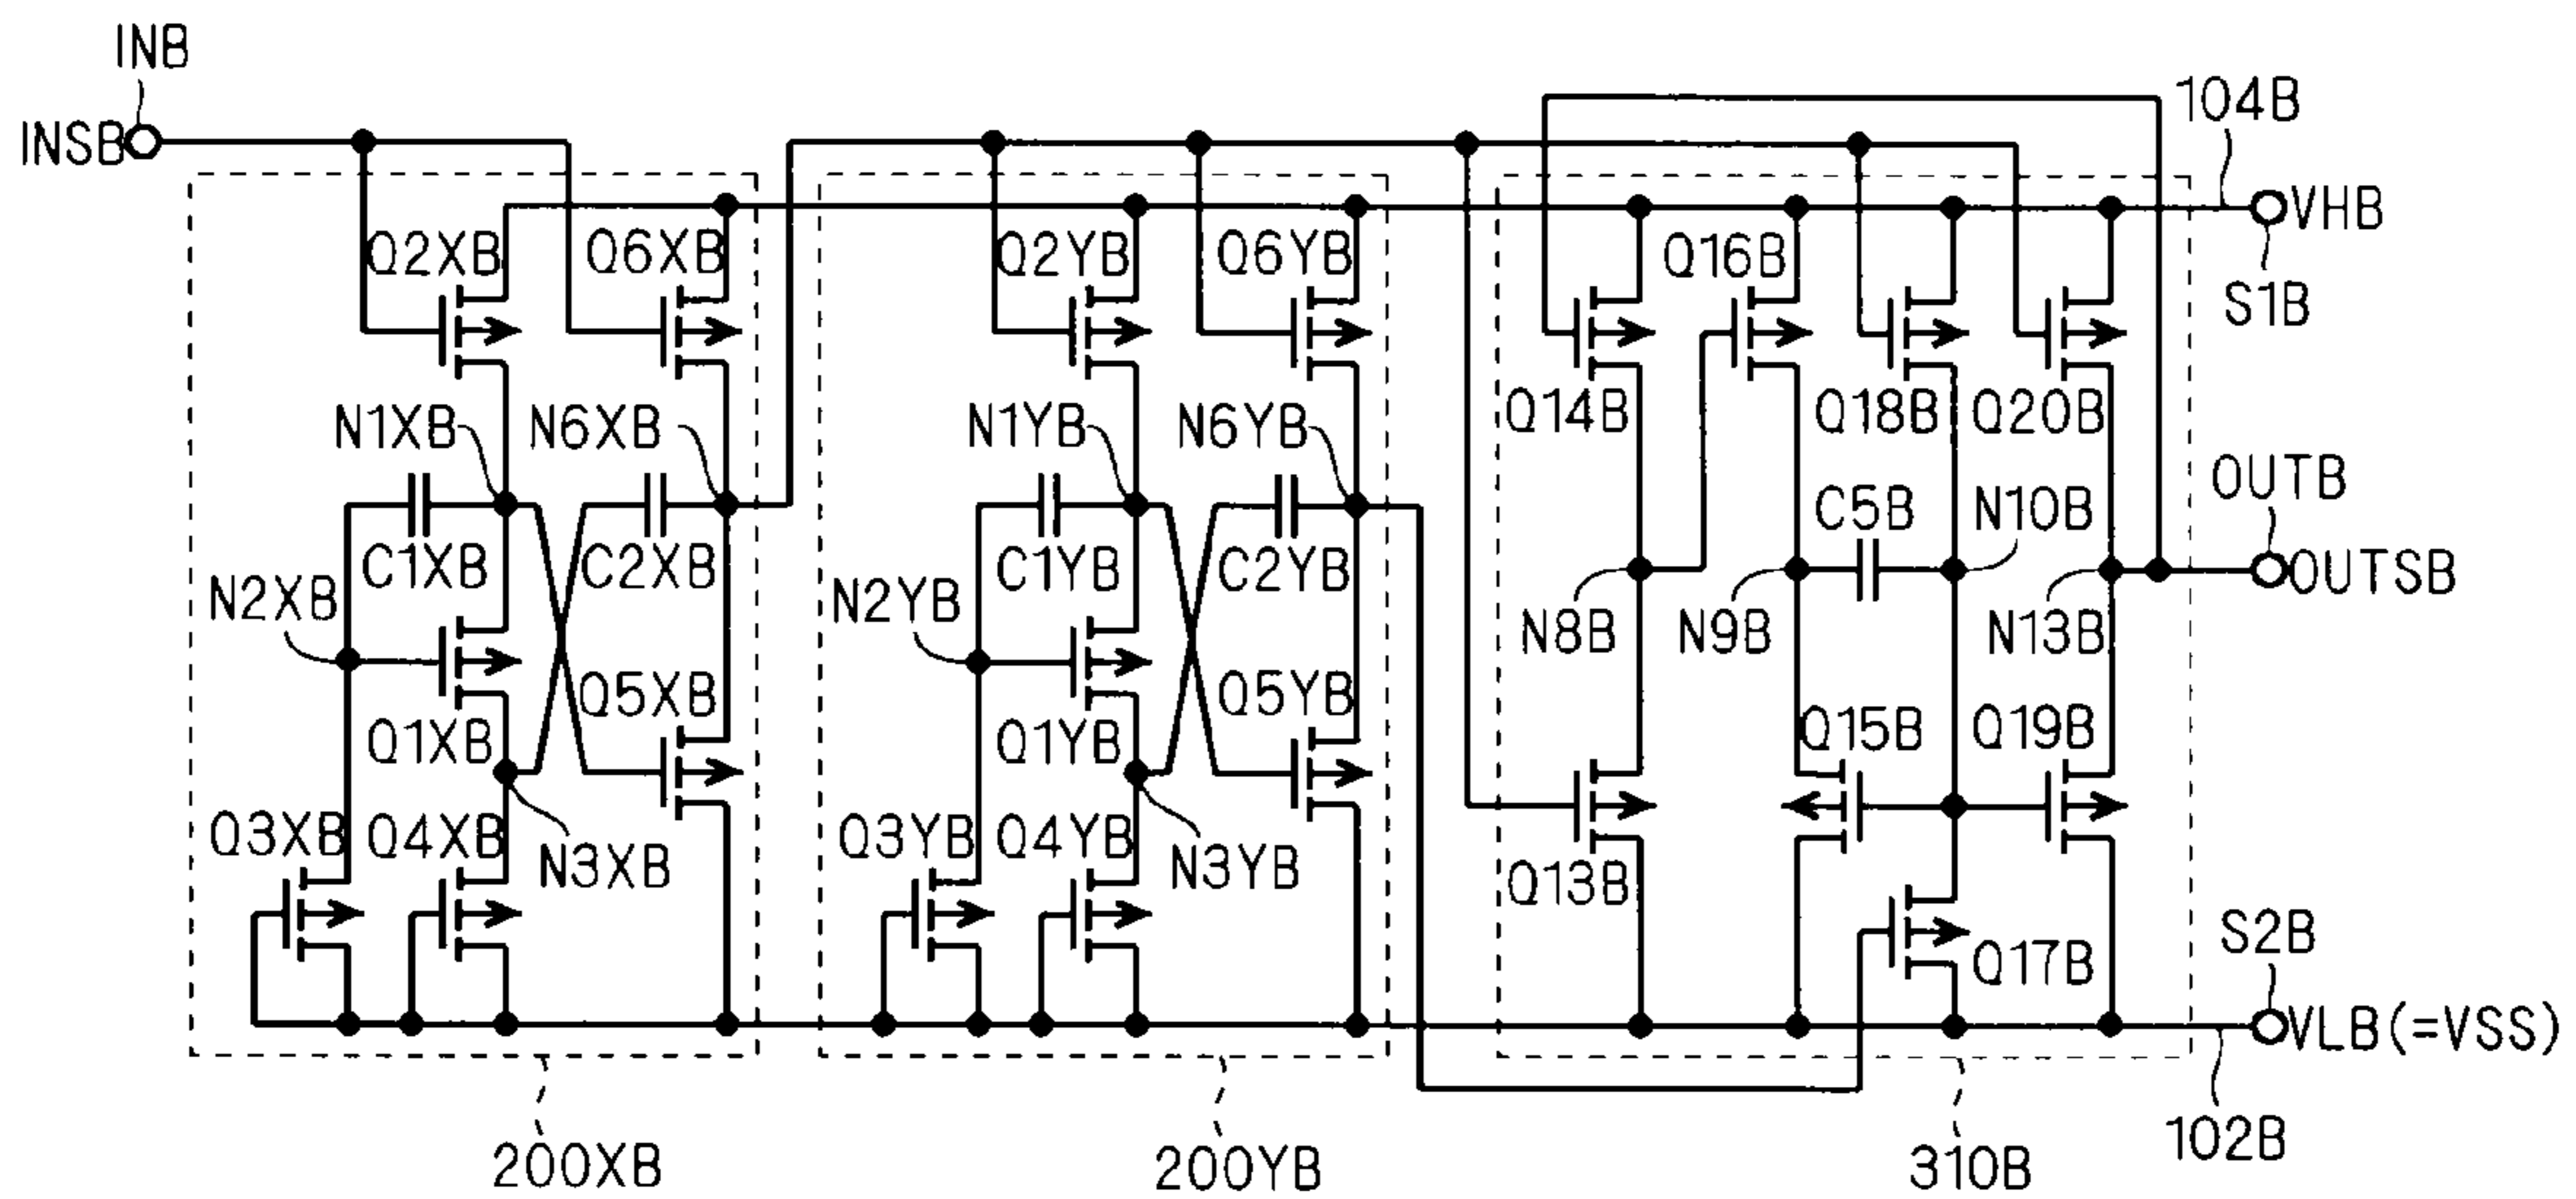 INB
INSB
104B
VHB
S1B
Q2XB
Q6XB
Q2YB
Q6YB
Q16B
Q14B
Q18B
Q20B
N1XB
N6XB
N1YB
N6YB
OUTB
OUTSB
C5B
N10B
C1XB
C2XB
C1YB
C2YB
N2XB
N2YB
N8B
N9B
N13B
Q1XB
Q5XB
Q1YB
Q5YB
Q15B
Q19B
Q3XB
Q4XB
N3XB
Q3YB
Q4YB
N3YB
Q13B
Q17B
S2B
VLB(=VSS)
102B
200XB
200YB
310B